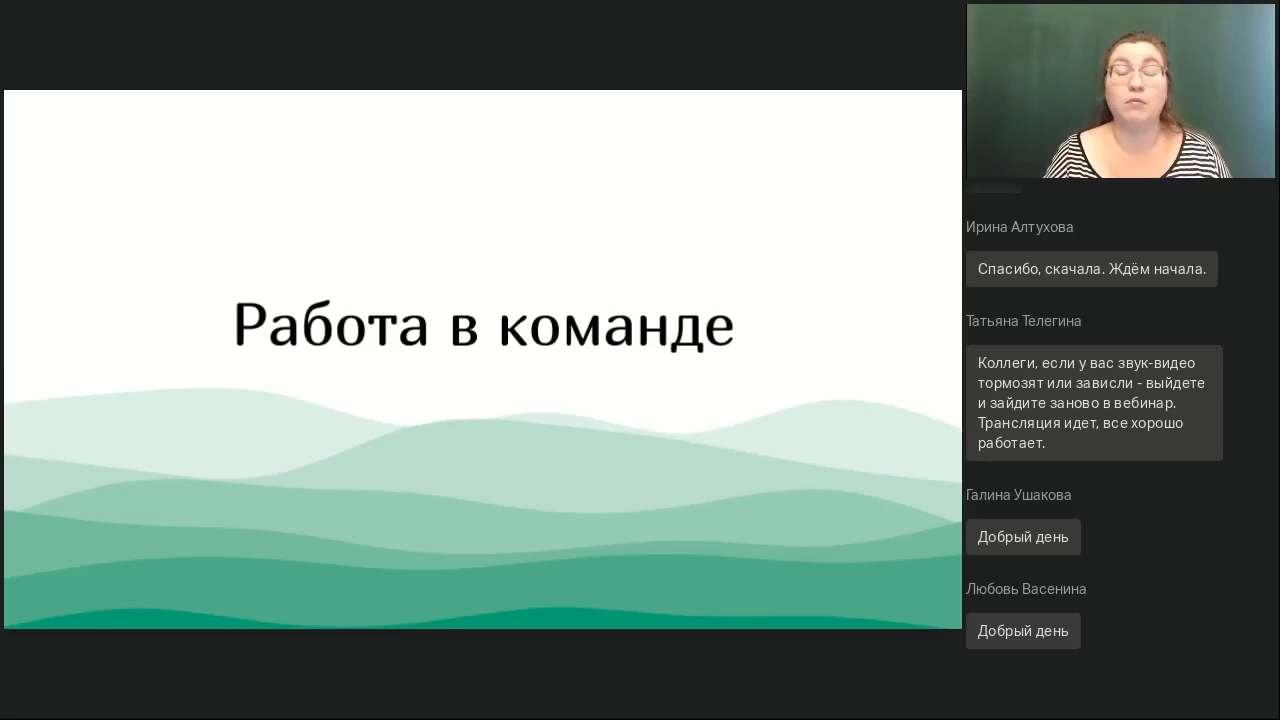 Работа в команде
Ирина Алтухова
Спасибо, скачала. Ждём начала.
Татьяна Телегина
Коллеги, если у вас звук-видео
тормозят или зависли - выйдете
и зайдите заново в вебинар.
Трансляция идет, все хорошо
работает.
Галина Ушакова
Добрый день
Любовь Васенина
Добрый день